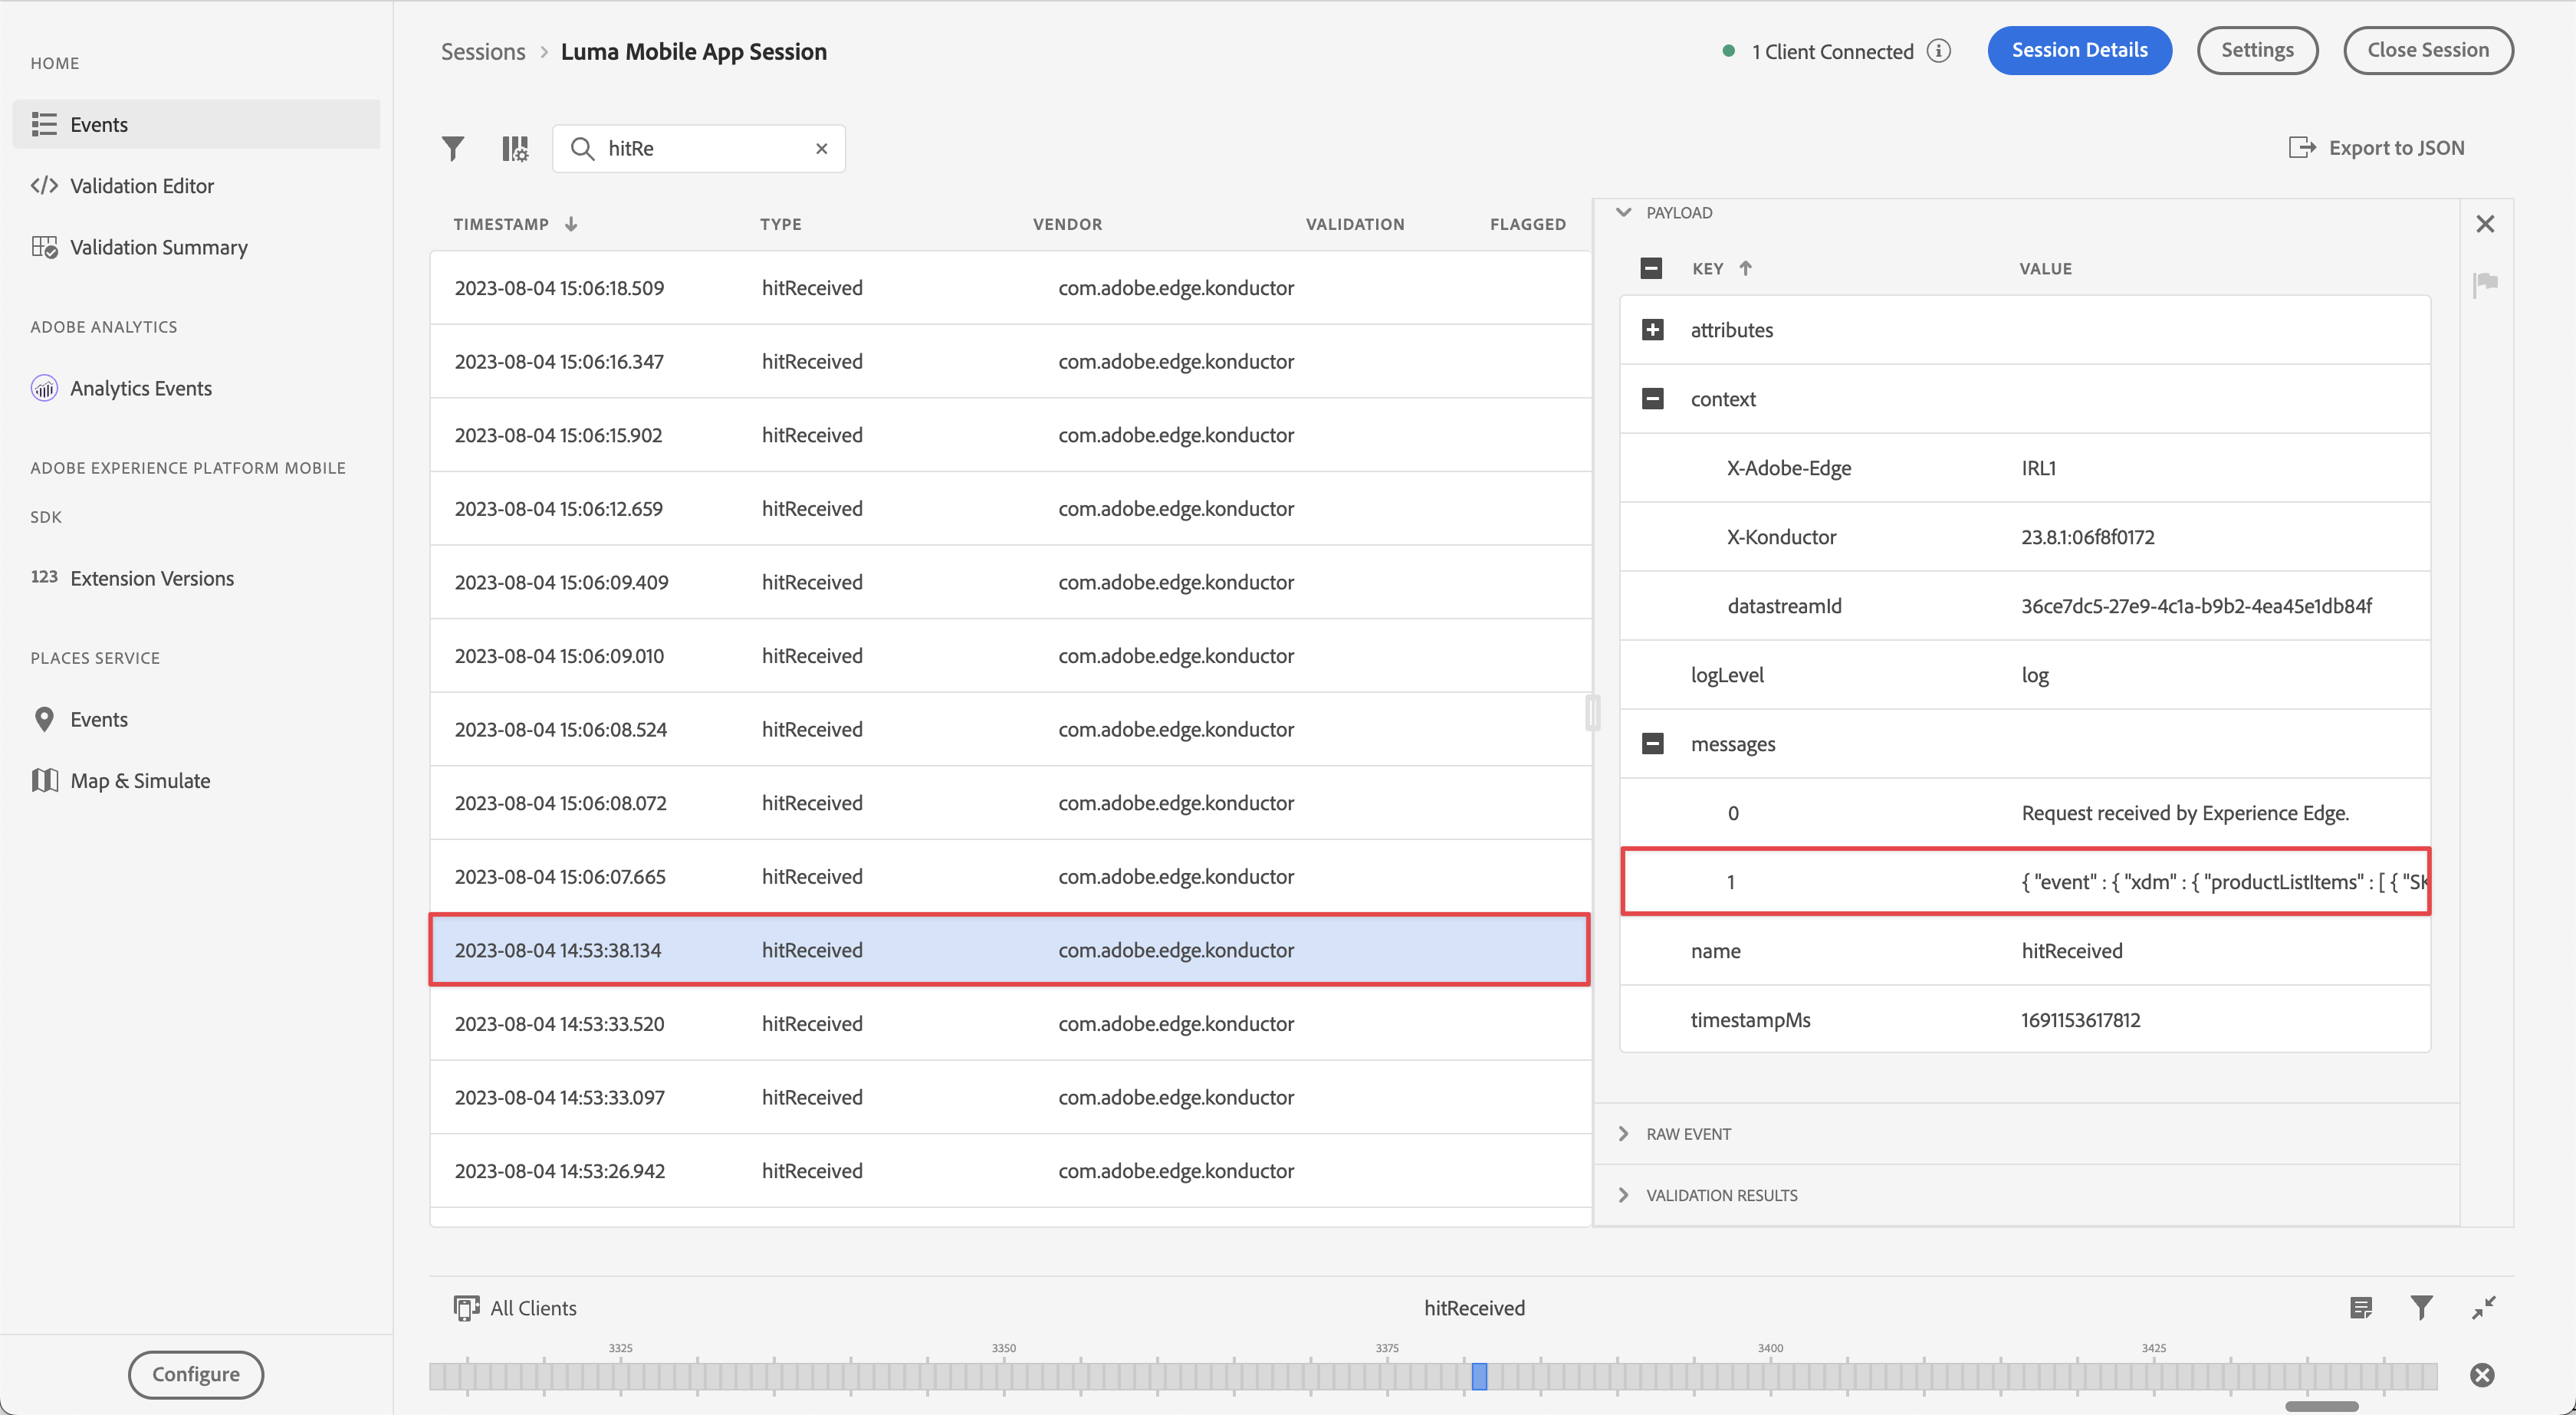 HOME
Events
Validation Editor
Validation Summary
ADOBE ANALYTICS
Analytics Events
ADOBE EXPERIENCE PLATFORM MOBILE
SDK
123 Extension Versions
PLACES SERVICE
Events
Map & Simulate
Configure
Sessions > Luma Mobile App Session
1 Client Connected
Session Details
Settings
Close Session
hitRe
Export to JSON
TIMESTAMP TYPE VENDOR VALIDATION FLAGGED
2023-08-04 15:06:18.509 hitReceived com.adobe.edge.konductor
2023-08-04 15:06:16.347 hitReceived com.adobe.edge.konductor
2023-08-04 15:06:15.902 hitReceived com.adobe.edge.konductor
2023-08-04 15:06:12.659 hitReceived com.adobe.edge.konductor
2023-08-04 15:06:09.409 hitReceived com.adobe.edge.konductor
2023-08-04 15:06:09.010 hitReceived com.adobe.edge.konductor
2023-08-04 15:06:08.524 hitReceived com.adobe.edge.konductor
2023-08-04 15:06:08.072 hitReceived com.adobe.edge.konductor
2023-08-04 15:06:07.665 hitReceived com.adobe.edge.konductor
2023-08-04 14:53:38.134 hitReceived com.adobe.edge.konductor
2023-08-04 14:53:33.520 hitReceived com.adobe.edge.konductor
2023-08-04 14:53:33.097 hitReceived com.adobe.edge.konductor
2023-08-04 14:53:26.942 hitReceived com.adobe.edge.konductor
PAYLOAD
KEY VALUE
attributes
context
X-Adobe-Edge IRL1
X-Konductor 23.8.1:06f8f0172
datastreamId 36ce7dc5-27e9-4c1a-b9b2-4ea45e1db84f
logLevel log
messages
0 Request received by Experience Edge.
1 { "event" : { "xdm" : { "productListItems" : [ { "SK
name hitReceived
timestampMs 1691153617812
RAW EVENT
VALIDATION RESULTS
All Clients
hitReceived
3325 3350 3375 3400 3425